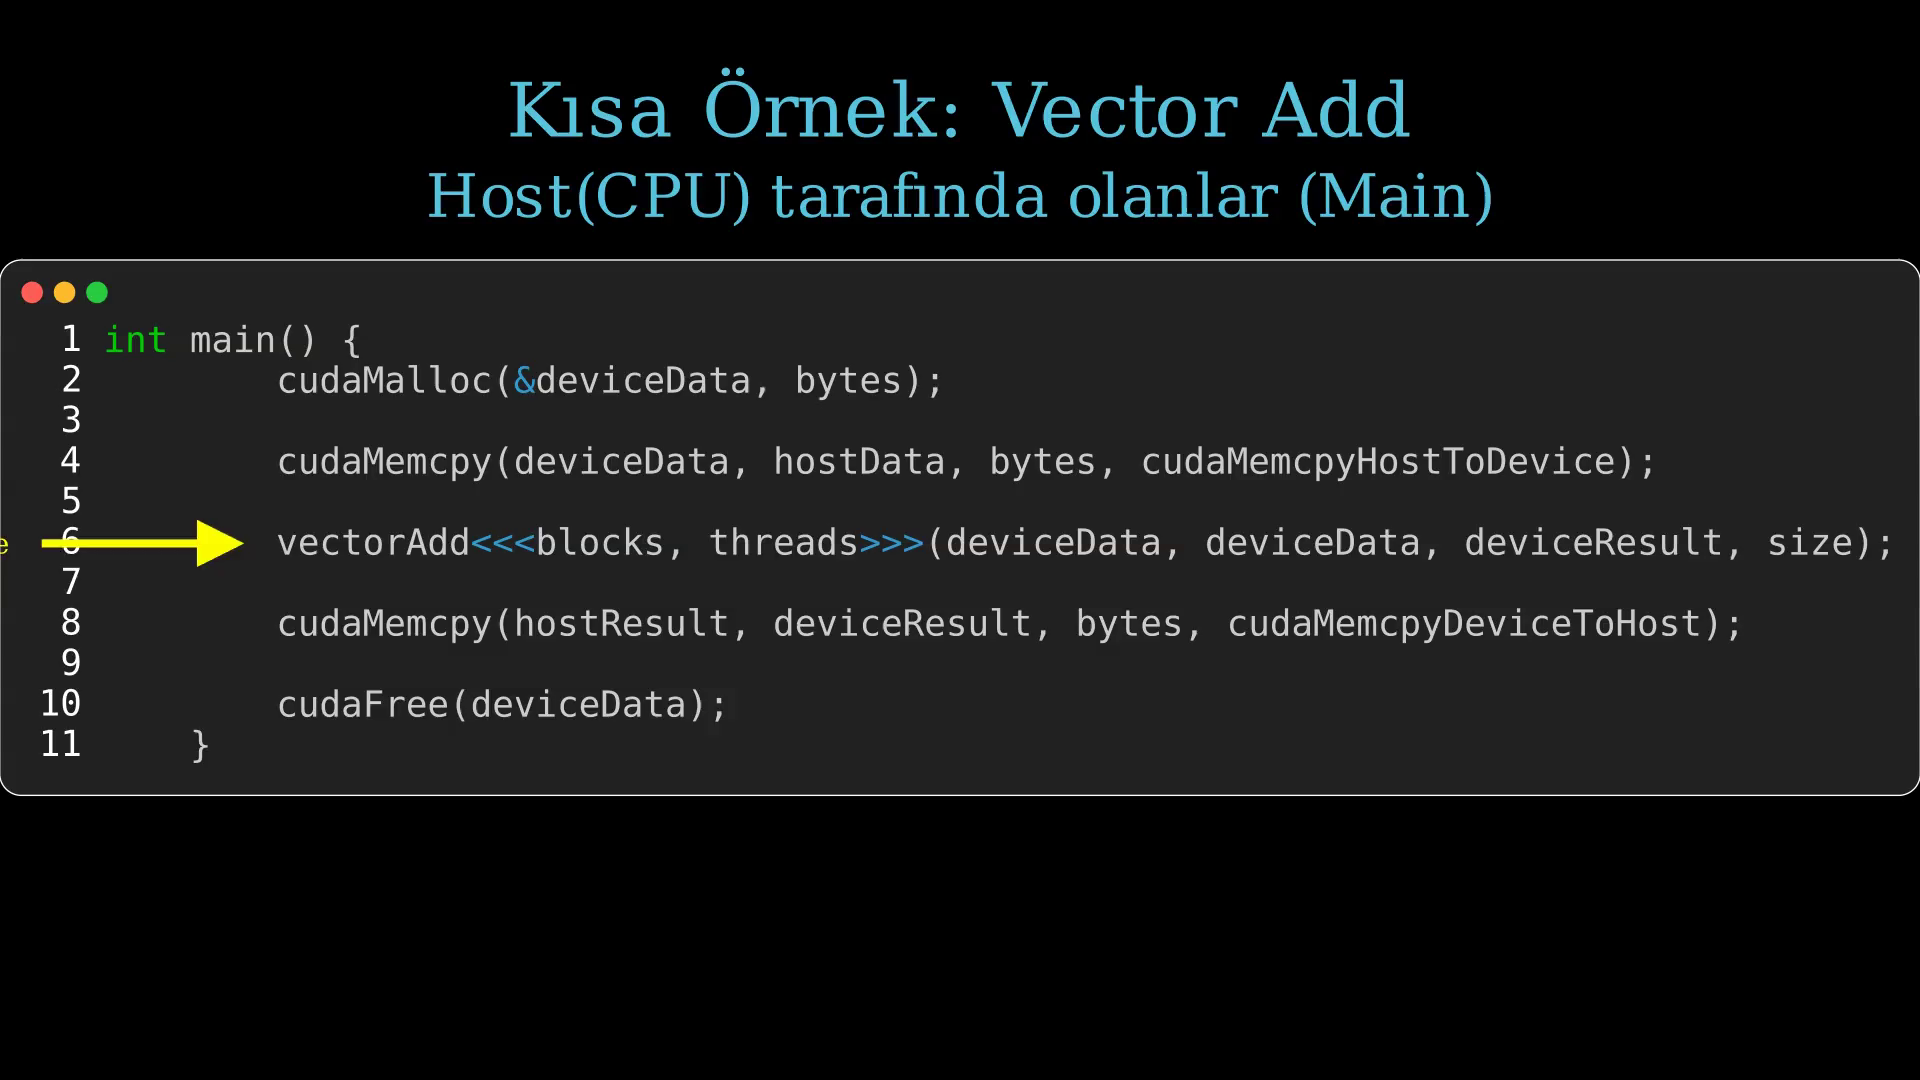 Kısa Örnek: Vector Add
Host(CPU) tarafında olanlar (Main)
1 int main() {
2 cudaMalloc(&deviceData, bytes);
3
4 cudaMemcpy(deviceData, hostData, bytes, cudaMemcpyHostToDevice);
5
6 vectorAdd<<<blocks, threads>>>(deviceData, deviceData, deviceResult, size);
7
8 cudaMemcpy(hostResult, deviceResult, bytes, cudaMemcpyDeviceToHost);
9
10 cudaFree(deviceData);
11 }